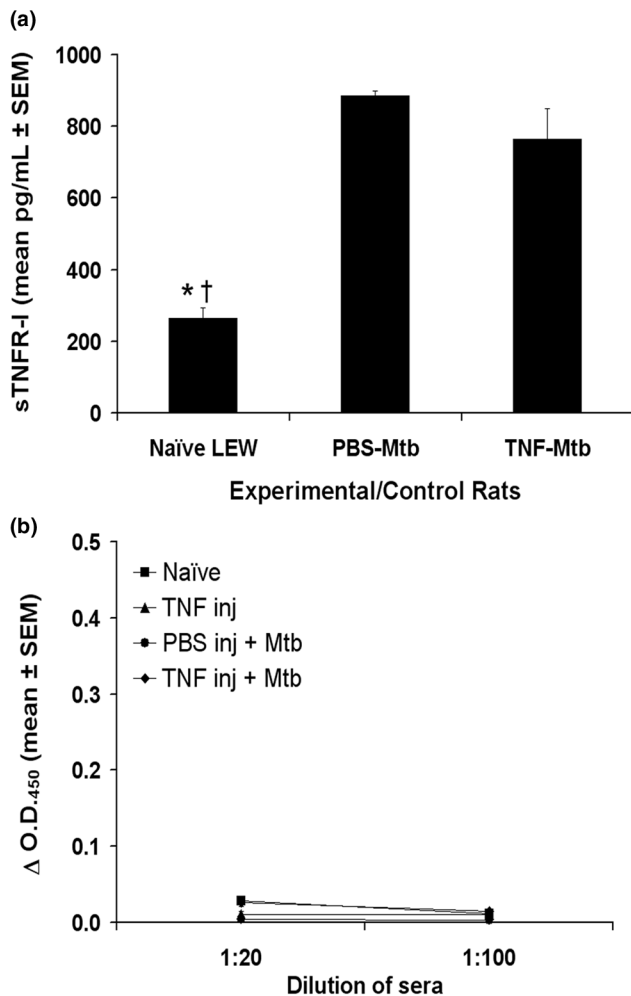 (a)
sTNFR-I (mean pg/mL ± SEM)
1000
800
600
400
200
0
* †
Naïve LEW PBS-Mtb TNF-Mtb
Experimental/Control Rats
(b)
Δ O.D.450 (mean ± SEM)
0.5
0.4
0.3
0.2
0.1
0.0
Naïve
TNF inj
PBS inj + Mtb
TNF inj + Mtb
1:20 1:100
Dilution of sera